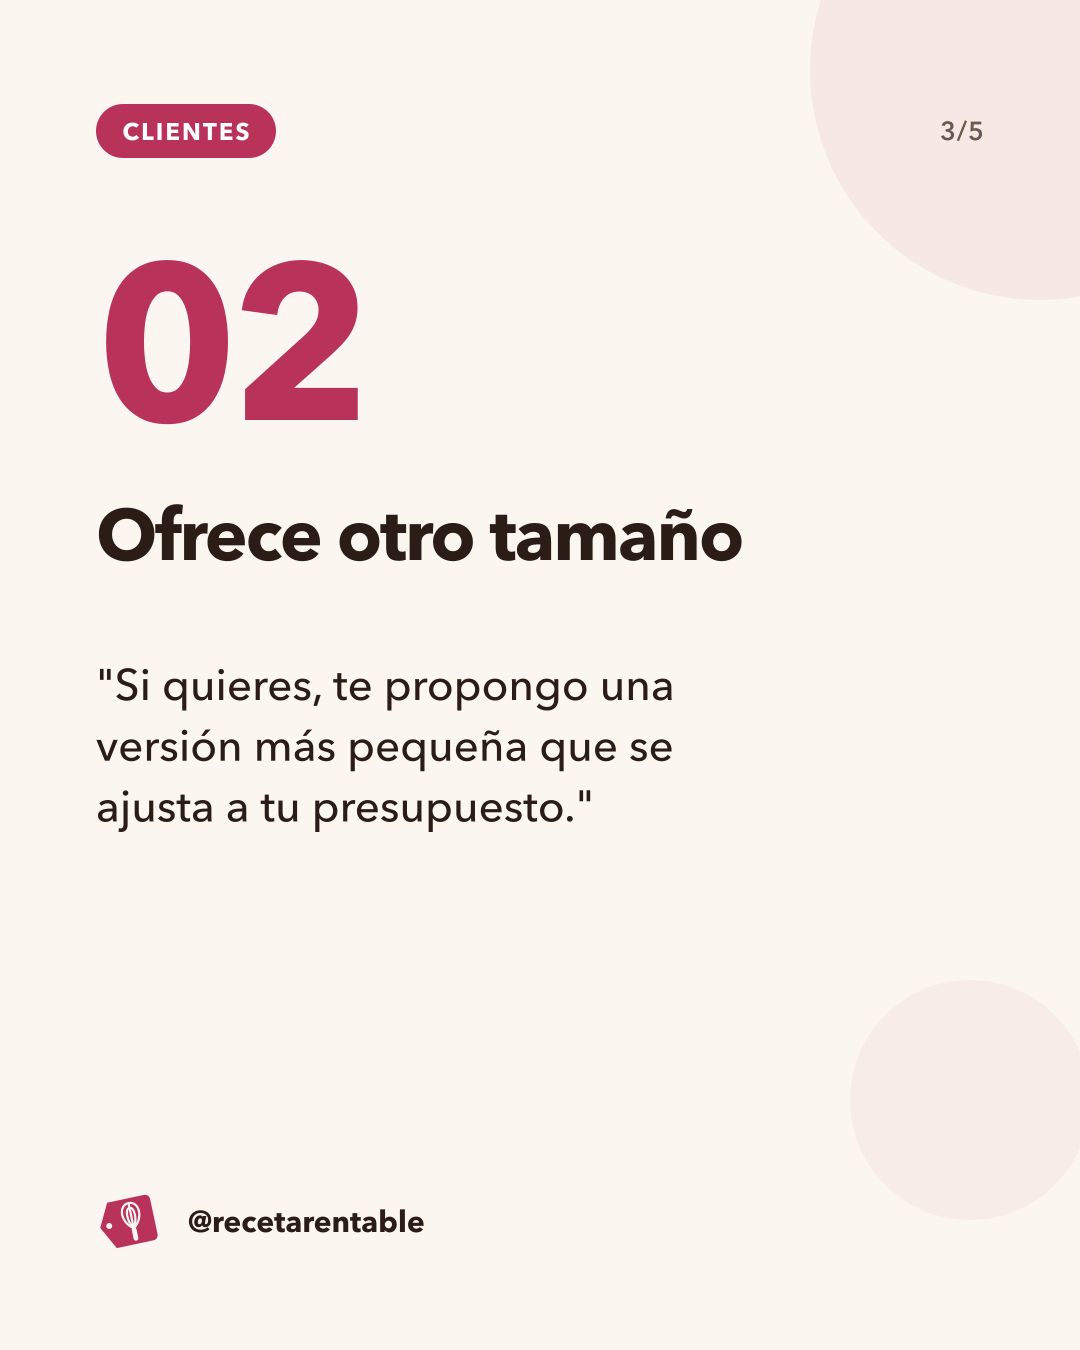 CLIENTES
3/5
02
Ofrece otro tamaño
"Si quieres, te propongo una
versión más pequeña que se
ajusta a tu presupuesto."
@recetarentable